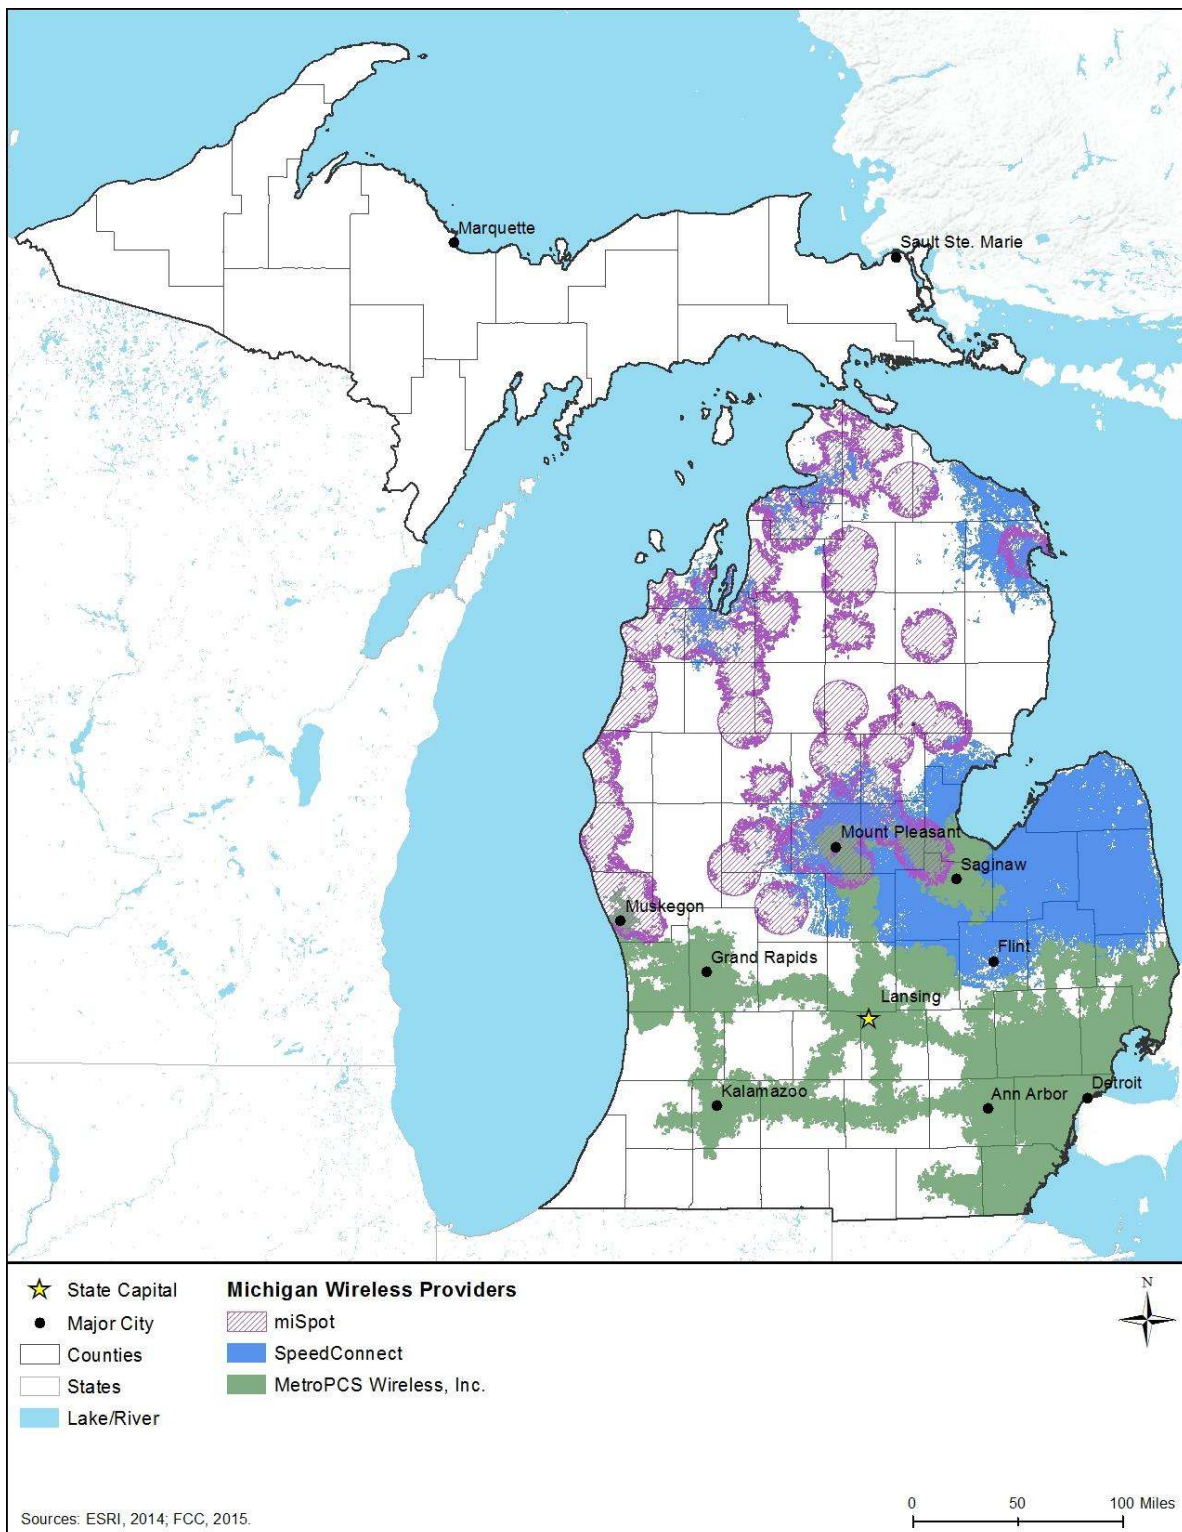 Marquette
Sault Ste. Marie
Mount Pleasant
Saginaw
Muskegon
Flint
Grand Rapids
Lansing
Kalamazoo
Ann Arbor
Detroit
State Capital
Major City
Counties
States
Lake/River
Michigan Wireless Providers
miSpot
SpeedConnect
MetroPCS Wireless, Inc.
N
0 50 100 Miles
Sources: ESRI, 2014; FCC, 2015.